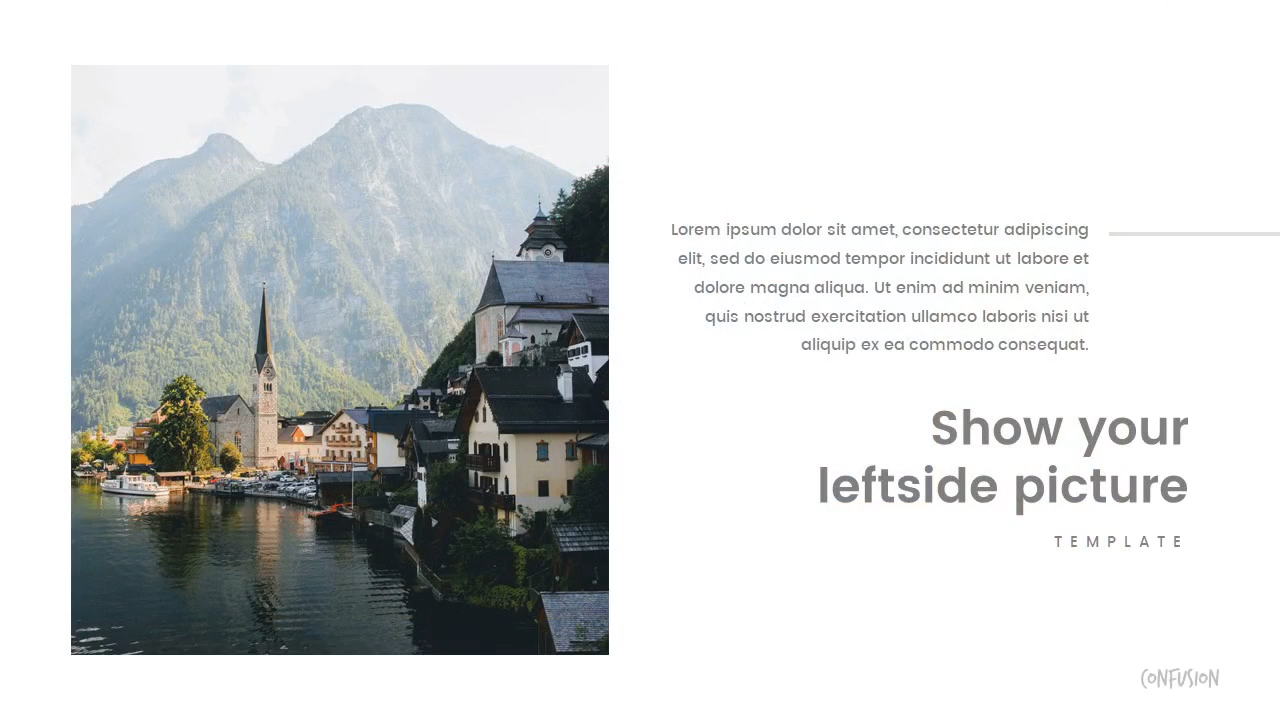 Lorem ipsum dolor sit amet, consectetur adipiscing
elit, sed do eiusmod tempor incididunt ut labore et
dolore magna aliqua. Ut enim ad minim veniam,
quis nostrud exercitation ullamco laboris nisi ut
aliquip ex ea commodo consequat.
Show your
leftside picture
TEMPLATE
CONFUSION